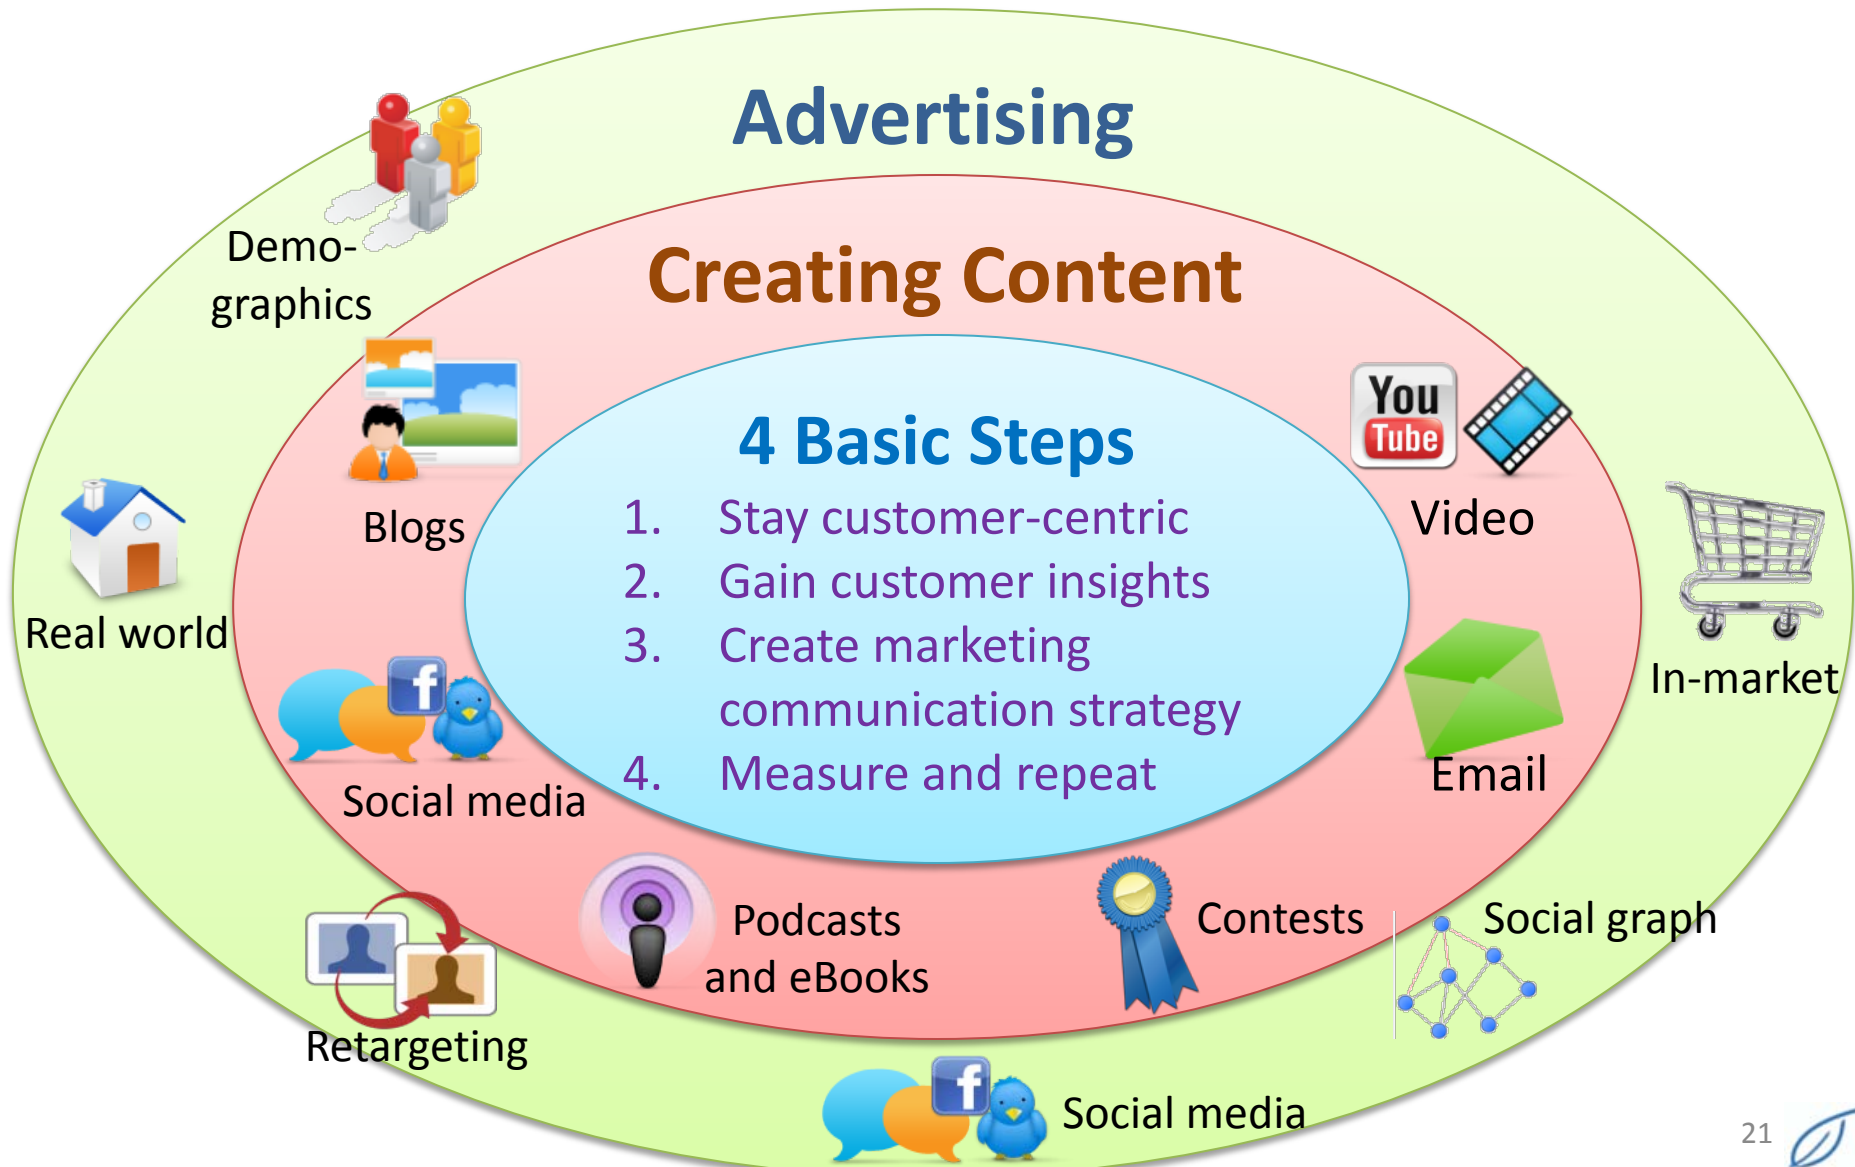 Advertising
Demo-
graphics
Creating Content
Blogs
You
Tube
Video
4 Basic Steps
1. Stay customer-centric
2. Gain customer insights
3. Create marketing
communication strategy
4. Measure and repeat
Real world
In-market
f
Social media
Email
Podcasts
and eBooks
Contests
Social graph
Retargeting
f
Social media
21